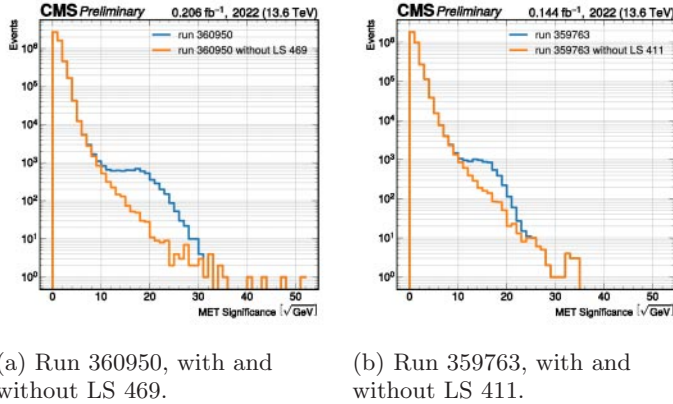 CMS Preliminary 0.206 fb⁻¹, 2022 (13.6 TeV)
Events
run 360950
run 360950 without LS 469
10⁶
10⁵
10⁴
10³
10²
10¹
10⁰
0 10 20 30 40 50
MET Significance [√GeV]
CMS Preliminary 0.144 fb⁻¹, 2022 (13.6 TeV)
Events
run 359763
run 359763 without LS 411
10⁶
10⁵
10⁴
10³
10²
10¹
10⁰
0 10 20 30 40 50
MET Significance [√GeV]
(a) Run 360950, with and
without LS 469.
(b) Run 359763, with and
without LS 411.